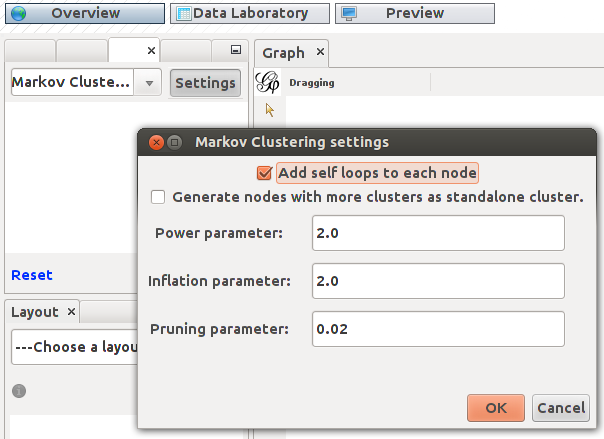 Overview Data Laboratory Preview
Graph
Markov Cluste... Settings
Dragging
Markov Clustering settings
Add self loops to each node
Generate nodes with more clusters as standalone cluster.
Power parameter: 2.0
Reset
Inflation parameter: 2.0
Layout
Pruning parameter: 0.02
---Choose a layou
OK Cancel